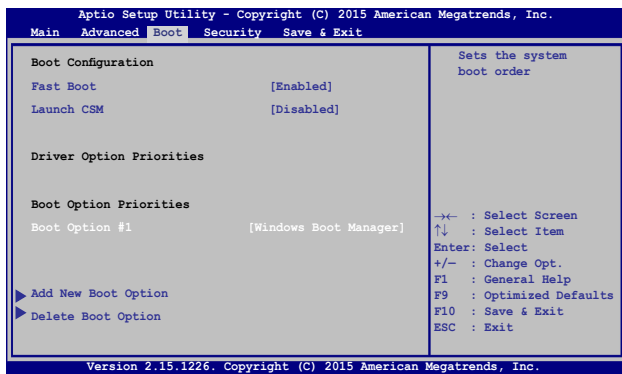 Aptio Setup Utility - Copyright (C) 2015 American Megatrends, Inc.
Main Advanced Boot Security Save & Exit
Boot Configuration
Fast Boot [Enabled]
Launch CSM [Disabled]
Driver Option Priorities
Boot Option Priorities
Boot Option #1 [Windows Boot Manager]
Add New Boot Option
Delete Boot Option
Sets the system
boot order
→← : Select Screen
↑↓ : Select Item
Enter: Select
+/— : Change Opt.
F1 : General Help
F9 : Optimized Defaults
F10 : Save & Exit
ESC : Exit
Version 2.15.1226. Copyright (C) 2015 American Megatrends, Inc.